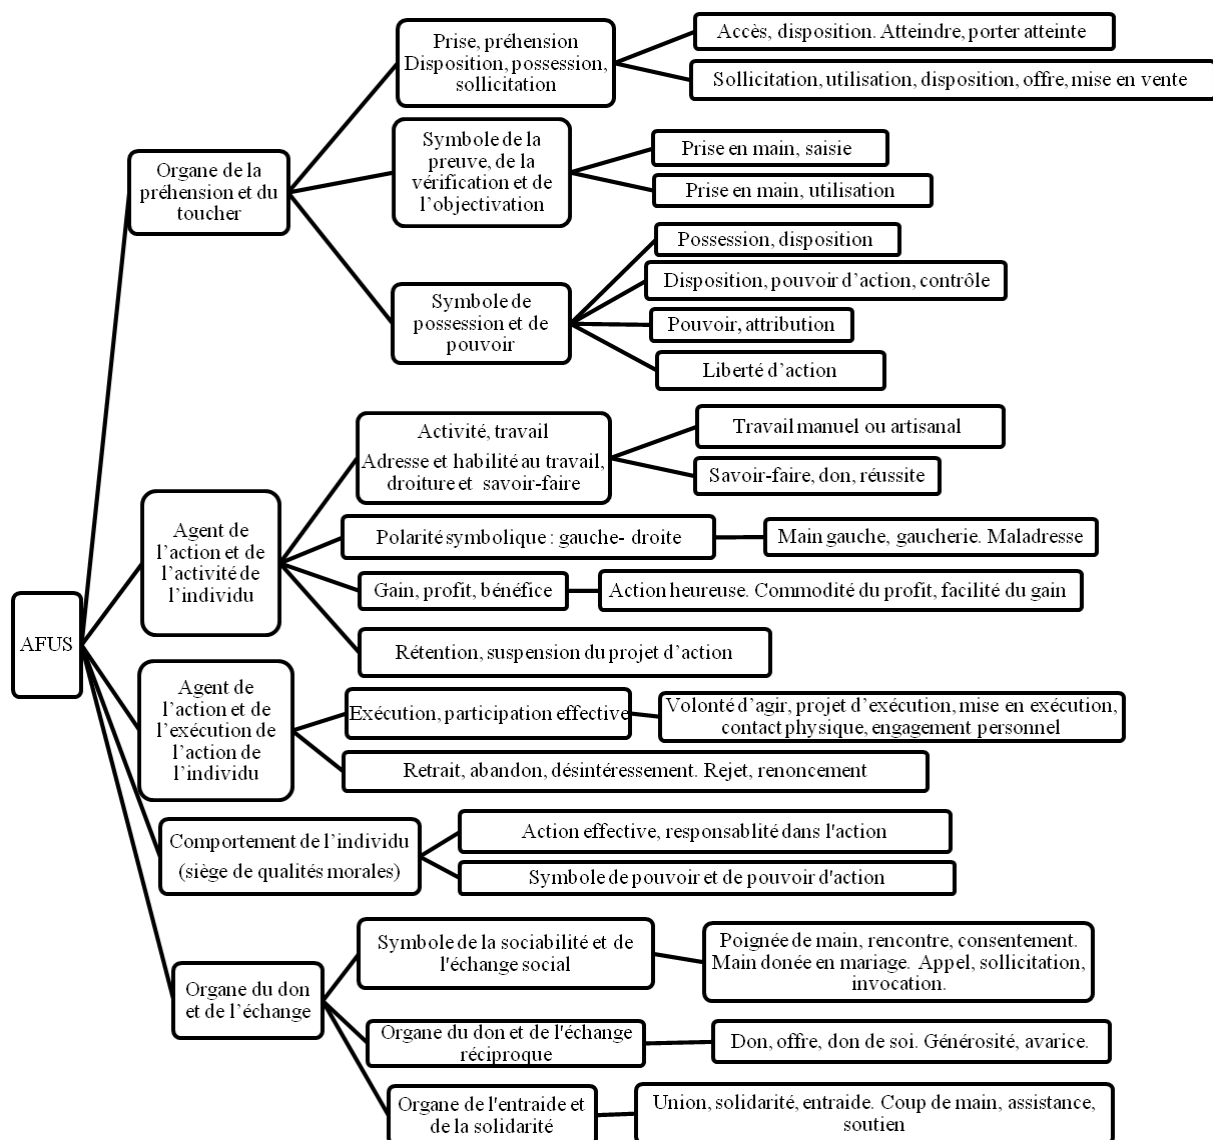 AFUS
Organe de la
préhension et du
toucher
Prise, préhension
Disposition, possession,
sollicitation
Accès, disposition. Atteindre, porter atteinte
Sollicitation, utilisation, disposition, offre, mise en vente
Symbole de la
preuve, de la
vérification et de
l’objectivation
Prise en main, saisie
Prise en main, utilisation
Symbole de
possession et de
pouvoir
Possession, disposition
Disposition, pouvoir d’action, contrôle
Pouvoir, attribution
Liberté d’action
Agent de
l’action et de
l’activité de
l’individu
Activité, travail
Adresse et habilité au travail,
droiture et savoir-faire
Travail manuel ou artisanal
Savoir-faire, don, réussite
Polarité symbolique : gauche- droite
Main gauche, gaucherie. Maladresse
Gain, profit, bénéfice
Action heureuse. Commodité du profit, facilité du gain
Rétention, suspension du projet d’action
Agent de
l’action et de
l’exécution de
l’action de
l’individu
Exécution, participation effective
Volonté d’agir, projet d’exécution, mise en exécution,
contact physique, engagement personnel
Retrait, abandon, désintéressement. Rejet, renoncement
Comportement de l’individu
(siège de qualités morales)
Action effective, responsablité dans l'action
Symbole de pouvoir et de pouvoir d'action
Organe du don
et de l’échange
Symbole de la sociabilité et de
l'échange social
Poignée de main, rencontre, consentement.
Main donée en mariage. Appel, sollicitation,
invocation.
Organe du don et de l'échange
réciproque
Don, offre, don de soi. Générosité, avarice.
Organe de l'entraide et
de la solidarité
Union, solidarité, entraide. Coup de main, assistance,
soutien